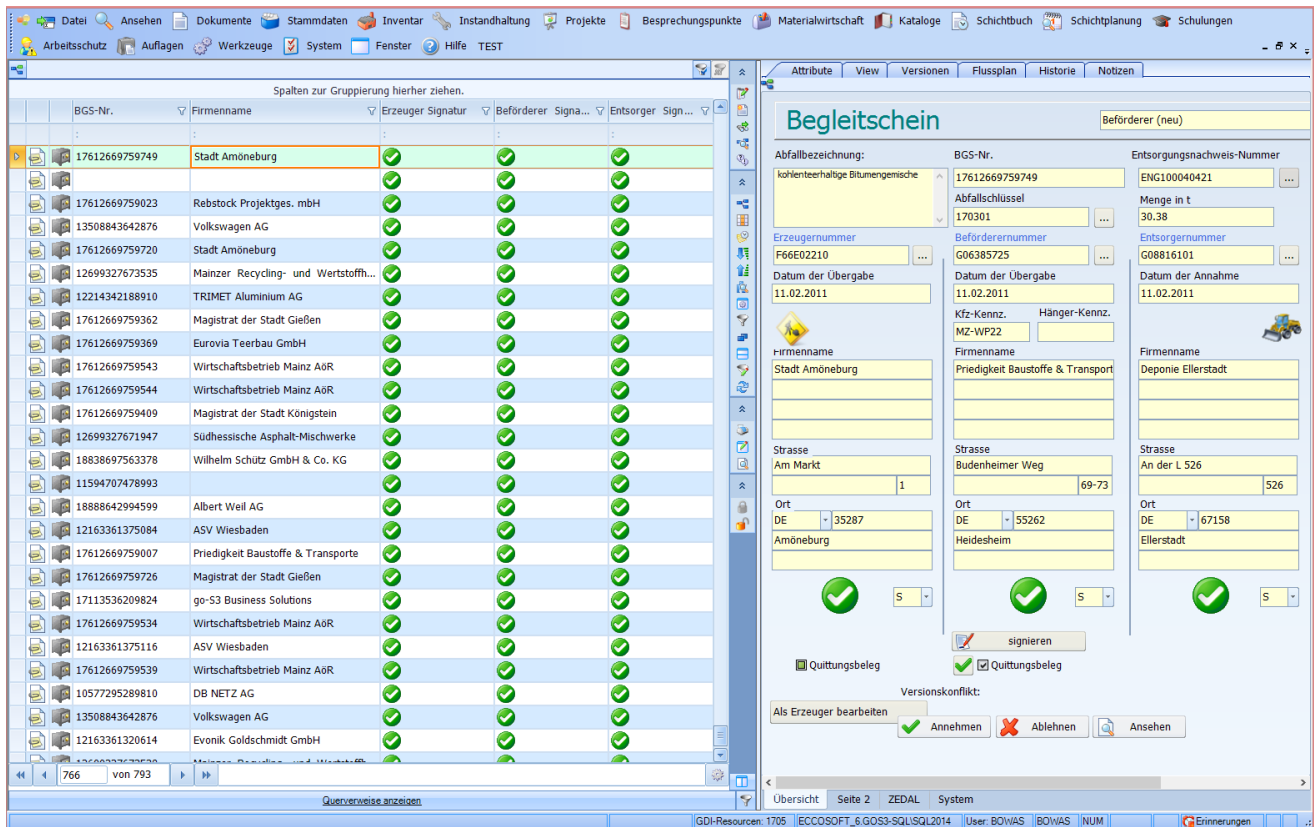 Datei Ansehen Dokumente Stammdaten Inventar Instandhaltung Projekte Besprechungspunkte Materialwirtschaft Kataloge Schichtbuch Schichtplanung Schulungen
Arbeitsschutz Auflagen Werkzeuge System Fenster Hilfe TEST
Spalten zur Gruppierung hierher ziehen.
BGS-Nr. Firmenname Erzeuger Signatur Beförderer Signa... Entsorger Sign...
17612669759749 Stadt Amöneburg
17612669759023 Rebstock Projektges. mbH
13508843642876 Volkswagen AG
17612669759720 Stadt Amöneburg
12699327673535 Mainzer Recycling- und Wertstoffh...
12214342188910 TRIMET Aluminium AG
17612669759362 Magistrat der Stadt Gießen
17612669759369 Eurovia Teerbau GmbH
17612669759543 Wirtschaftsbetrieb Mainz AöR
17612669759544 Wirtschaftsbetrieb Mainz AöR
17612669759409 Magistrat der Stadt Königstein
12699327671947 Südhessische Asphalt-Mischwerke
18838697563378 Wilhelm Schütz GmbH & Co. KG
11594707478993
18888642994599 Albert Weil AG
12163361375084 ASV Wiesbaden
17612669759007 Priedigkeit Baustoffe & Transporte
17612669759726 Magistrat der Stadt Gießen
17113536209824 go-S3 Business Solutions
17612669759534 Wirtschaftsbetrieb Mainz AöR
12163361375116 ASV Wiesbaden
17612669759539 Wirtschaftsbetrieb Mainz AöR
10577295289810 DB NETZ AG
13508843642876 Volkswagen AG
12163361320614 Evonik Goldschmidt GmbH
766 von 793
Querverweise anzeigen
Attribute View Versionen Flussplan Historie Notizen
Begleitschein Beförderer (neu)
Abfallbezeichnung: BGS-Nr. Entsorgungsnachweis-Nummer
kohlenteerhaltige Bitumengemische 17612669759749 ENG100040421 ...
Abfallschlüssel Menge in t
170301 ... 30.38
Erzeugernummer Beförderernummer Entsorgernummer
F66E02210 ... G06385725 ... G08816101 ...
Datum der Übergabe Datum der Übergabe Datum der Annahme
11.02.2011 11.02.2011 11.02.2011
Kfz-Kennz. Hänger-Kennz.
MZ-WP22
Firmenname Firmenname Firmenname
Stadt Amöneburg Priedigkeit Baustoffe & Transport Deponie Ellerstadt
Strasse Strasse Strasse
Am Markt Budenheimer Weg An der L 526
1 69-73 526
Ort Ort Ort
DE 35287 DE 55262 DE 67158
Amöneburg Heidesheim Ellerstadt
S S S
signieren
Quittungsbeleg Quittungsbeleg
Versionskonflikt:
Als Erzeuger bearbeiten
Annehmen Ablehnen Ansehen
Übersicht Seite 2 ZEDAL System
GDI-Resourcen: 1705 ECCOSOFT_6.GOS3-SQL\SQL2014 User: BOWAS BOWAS NUM Erinnerungen